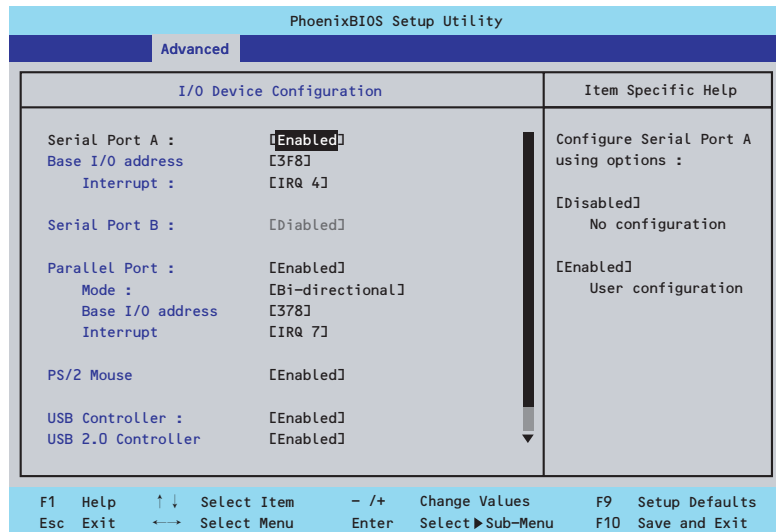 PhoenixBIOS Setup Utility
Advanced
I/O Device Configuration
Serial Port A : [Enabled]
Base I/O address [3F8]
Interrupt : [IRQ 4]
Serial Port B : [Diabled]
Parallel Port : [Enabled]
Mode : [Bi-directional]
Base I/O address [378]
Interrupt [IRQ 7]
PS/2 Mouse [Enabled]
USB Controller : [Enabled]
USB 2.0 Controller [Enabled]
Item Specific Help
Configure Serial Port A
using options :
[Disabled]
No configuration
[Enabled]
User configuration
F1 Help ↑↓ Select Item - /+ Change Values F9 Setup Defaults
Esc Exit ←→ Select Menu Enter Select ▶ Sub-Menu F10 Save and Exit